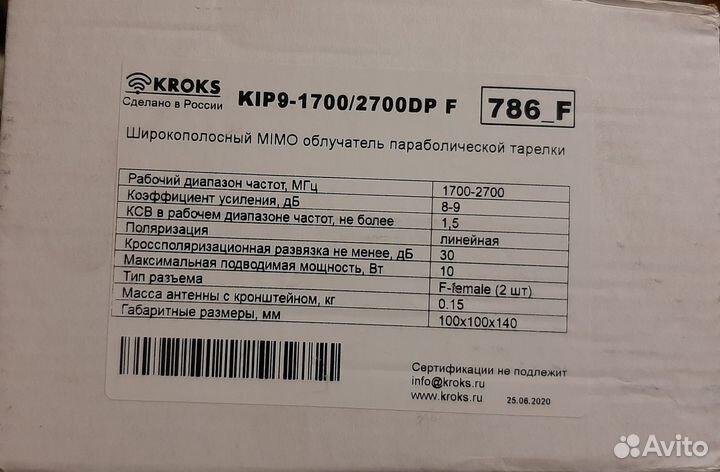 KROKS
Сделано в России
KIP9-1700/2700DP F
786_F
Широкополосный MIMO облучатель параболической тарелки
Рабочий диапазон частот, МГц 1700-2700
Коэффициент усиления, дБ 8-9
КСВ в рабочем диапазоне частот, не более 1,5
Поляризация линейная
Кроссполяризационная развязка не менее, дБ 30
Максимальная подводимая мощность, Вт 10
Тип разъема F-female (2 шт)
Масса антенны с кронштейном, кг 0.15
Габаритные размеры, мм 100x100x140
Сертификации не подлежит
info@kroks.ru
www.kroks.ru 25.06.2020
Avito